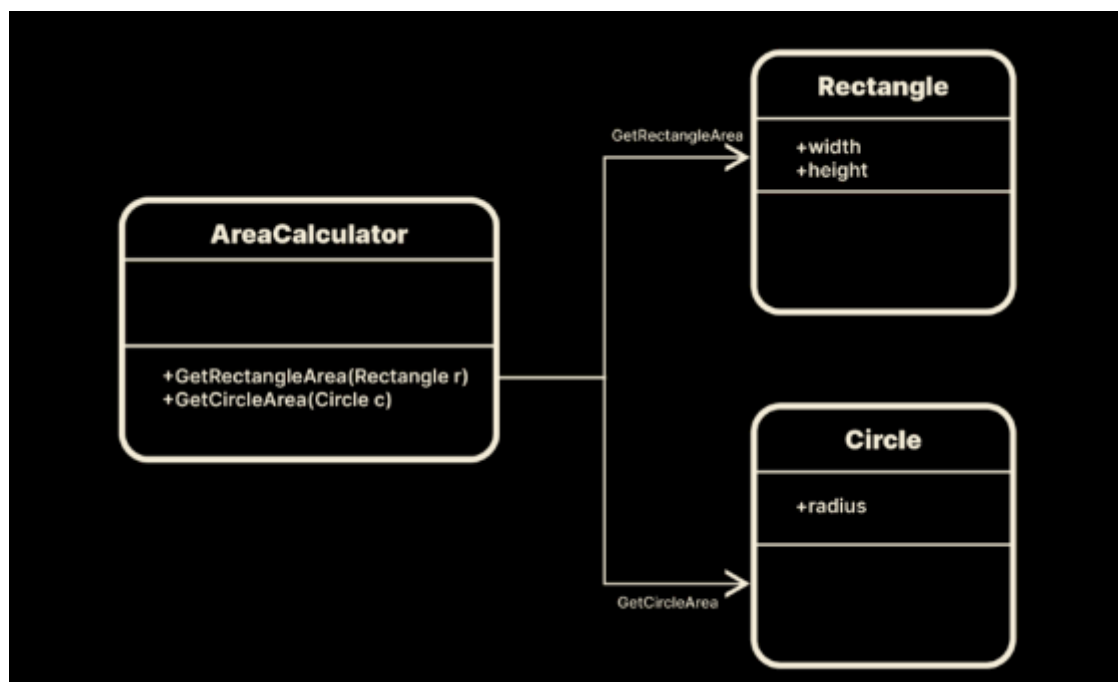 AreaCalculator
+GetRectangleArea(Rectangle r)
+GetCircleArea(Circle c)
GetRectangleArea
Rectangle
+width
+height
GetCircleArea
Circle
+radius